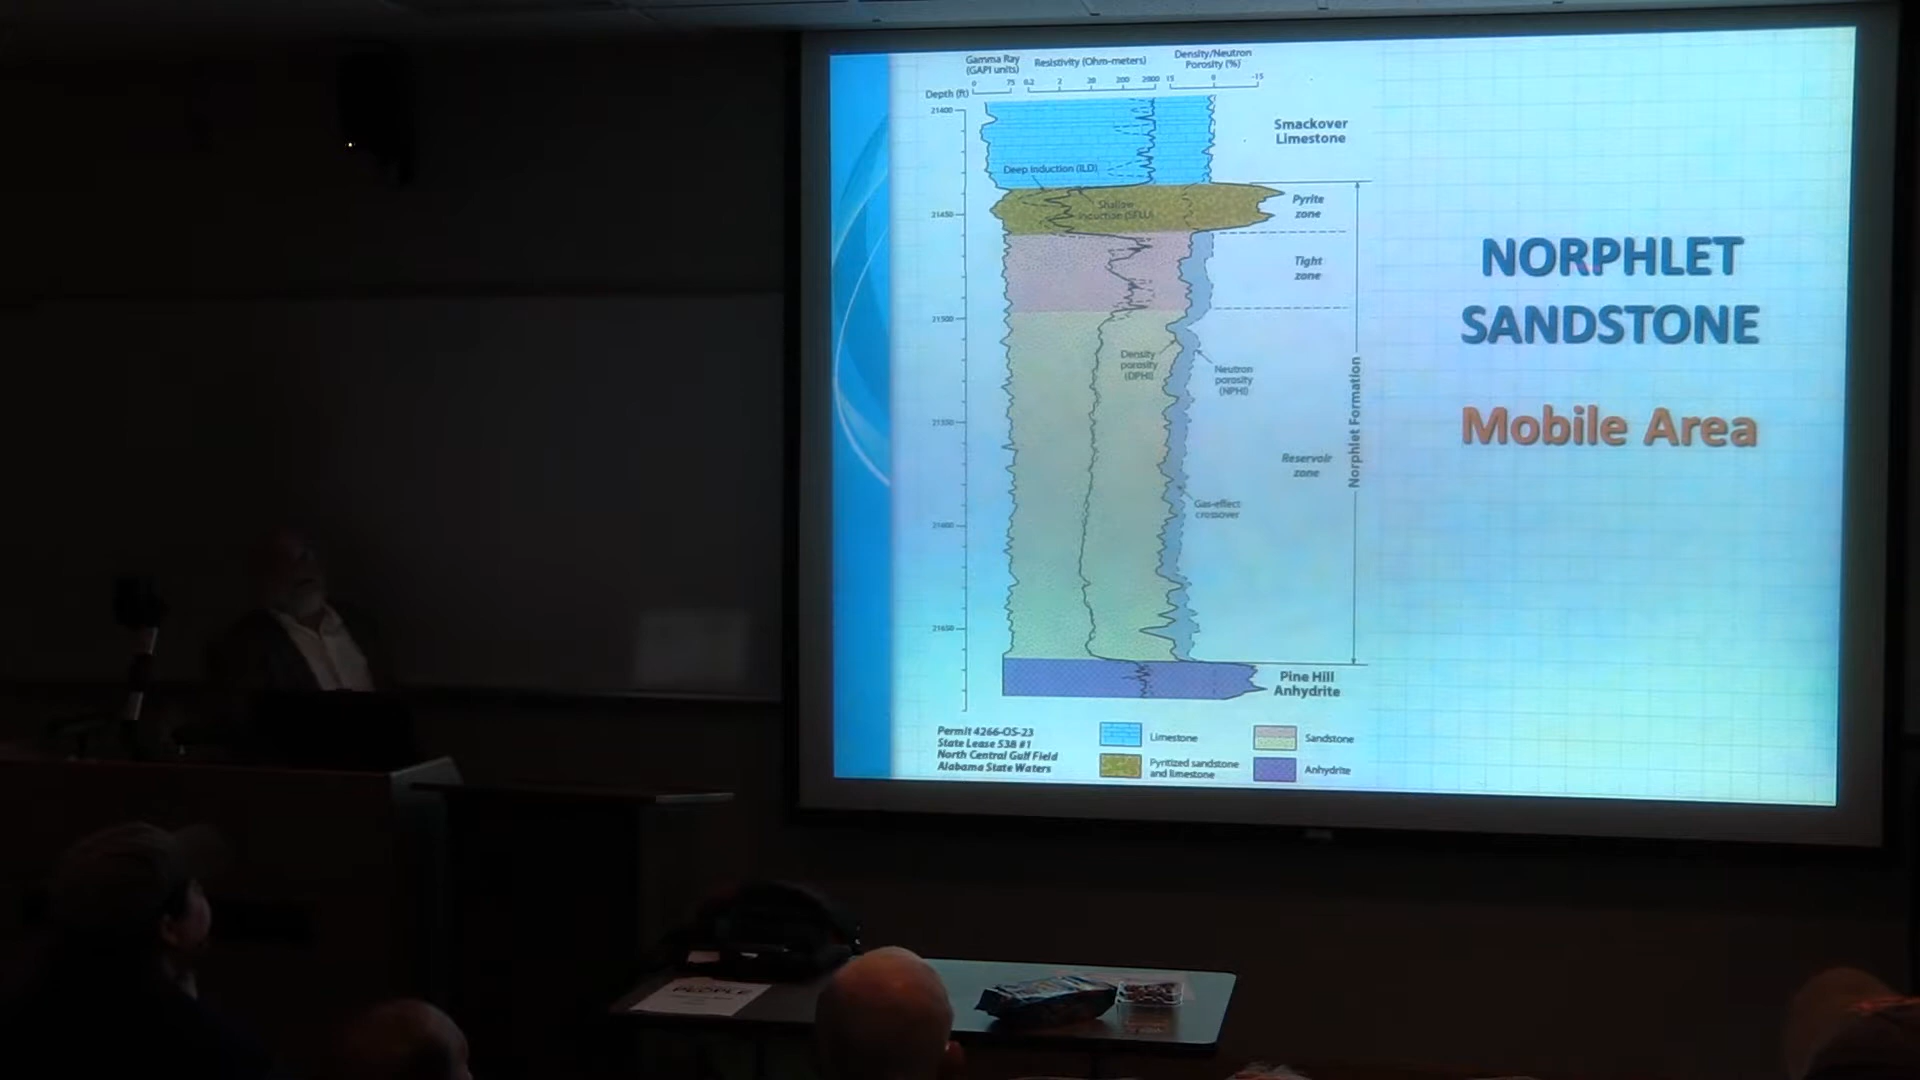 Gamma Ray
(GAPI units)
Resistivity (Ohm-meters)
Density/Neutron
Porosity (%)
0 75 0.2 2 20 200 2000 15 0 -15
Depth (ft)
21400
Smackover
Limestone
Deep induction (ILD)
Shallow
induction (SFLU)
Pyrite
zone
21450
Tight
zone
NORPHLET
SANDSTONE
21500
Density
porosity
(DPHI)
Neutron
porosity
(NPHI)
Norphlet Formation
Mobile Area
21550
Reservoir
zone
Gas-effect
crossover
21600
21650
Pine Hill
Anhydrite
Permit 4266-OS-23
State Lease 538 #1
North Central Gulf Field
Alabama State Waters
Limestone
Sandstone
Pyritized sandstone
and limestone
Anhydrite
PEOPLE